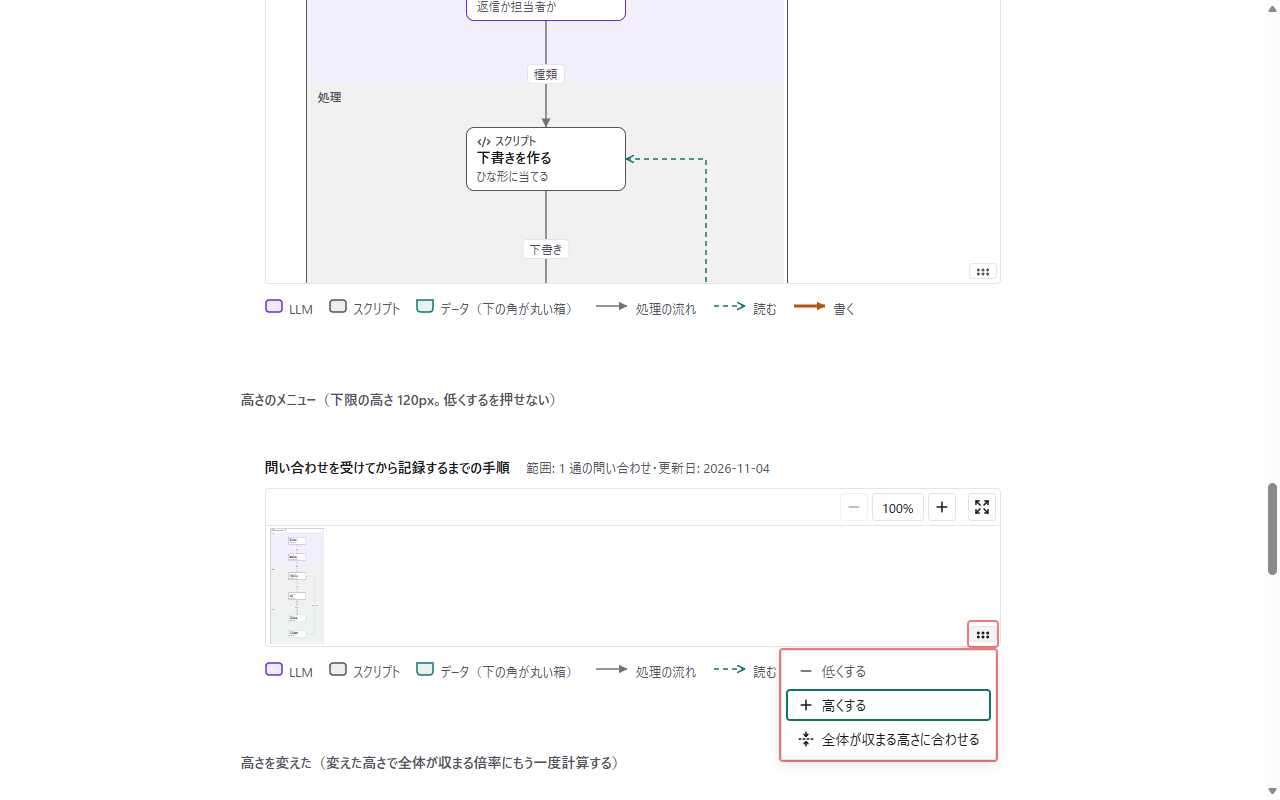 返信か担当者か
種類
処理
スクリプト
下書きを作る
ひな形に当てる
下書き
LLM スクリプト データ（下の角が丸い箱） 処理の流れ 読む 書く
高さのメニュー（下限の高さ 120px。低くするを押せない）
問い合わせを受けてから記録するまでの手順 範囲: 1 通の問い合わせ・更新日: 2026-11-04
100%
LLM スクリプト データ（下の角が丸い箱） 処理の流れ 読む
低くする
高くする
全体が収まる高さに合わせる
高さを変えた（変えた高さで全体が収まる倍率にもう一度計算する）